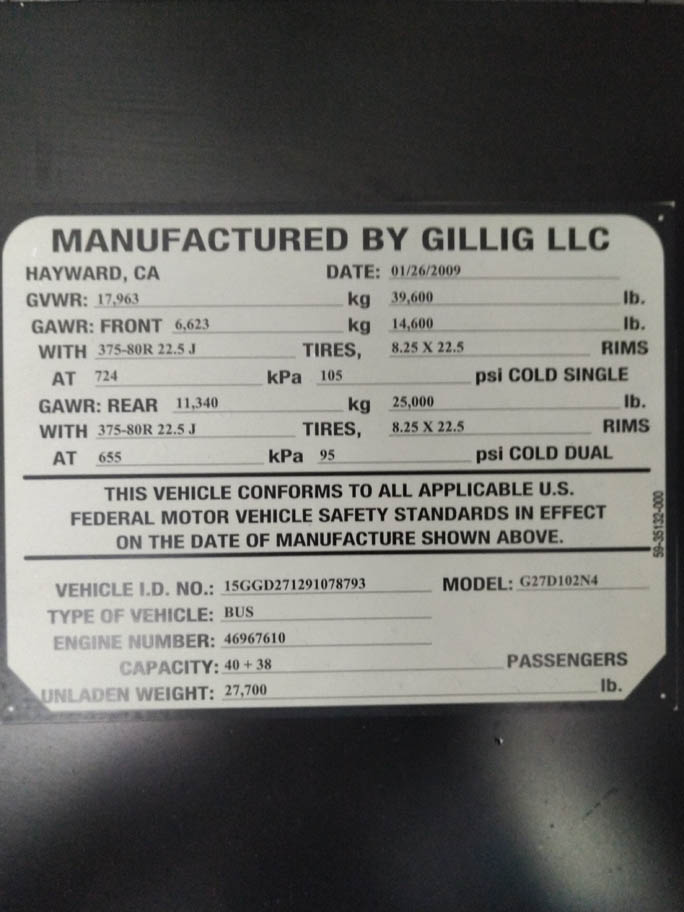 MANUFACTURED BY GILLIG LLC
HAYWARD, CA DATE: 01/26/2009
GVWR: 17,963 kg 39,600 lb.
GAWR: FRONT 6,623 kg 14,600 lb.
WITH 375-80R 22.5 J TIRES, 8.25 X 22.5 RIMS
AT 724 kPa 105 psi COLD SINGLE
GAWR: REAR 11,340 kg 25,000 lb.
WITH 375-80R 22.5 J TIRES, 8.25 X 22.5 RIMS
AT 655 kPa 95 psi COLD DUAL
THIS VEHICLE CONFORMS TO ALL APPLICABLE U.S.
FEDERAL MOTOR VEHICLE SAFETY STANDARDS IN EFFECT
ON THE DATE OF MANUFACTURE SHOWN ABOVE.
59-35132-000
VEHICLE I.D. NO.: 15GGD271291078793 MODEL: G27D102N4
TYPE OF VEHICLE: BUS
ENGINE NUMBER: 46967610
CAPACITY: 40 + 38 PASSENGERS
UNLADEN WEIGHT: 27,700 lb.